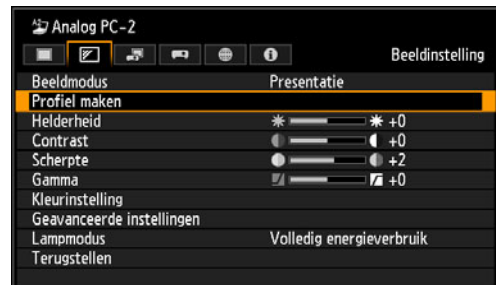 Analog PC-2
Beeldinstelling
Beeldmodus Presentatie
Profiel maken
Helderheid +0
Contrast +0
Scherpte +2
Gamma +0
Kleurinstelling
Geavanceerde instellingen
Lampmodus Volledig energieverbruik
Terugstellen